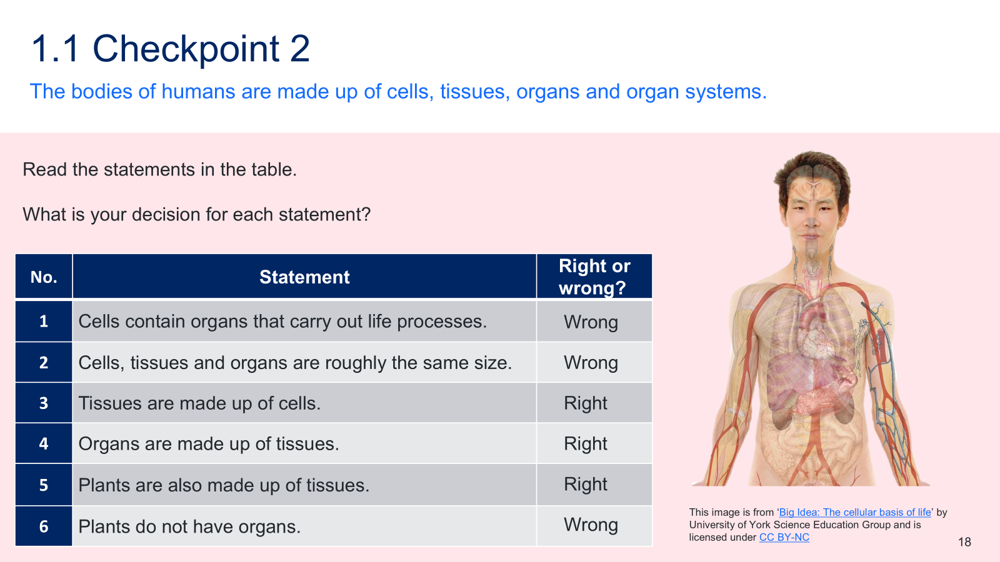 1.1 Checkpoint 2
The bodies of humans are made up of cells, tissues, organs and organ systems.
Read the statements in the table.
What is your decision for each statement?
No. Statement Right or wrong?
1 Cells contain organs that carry out life processes. Wrong
2 Cells, tissues and organs are roughly the same size. Wrong
3 Tissues are made up of cells. Right
4 Organs are made up of tissues. Right
5 Plants are also made up of tissues. Right
6 Plants do not have organs. Wrong
This image is from ‘Big Idea: The cellular basis of life’ by
University of York Science Education Group and is
licensed under CC BY-NC
18